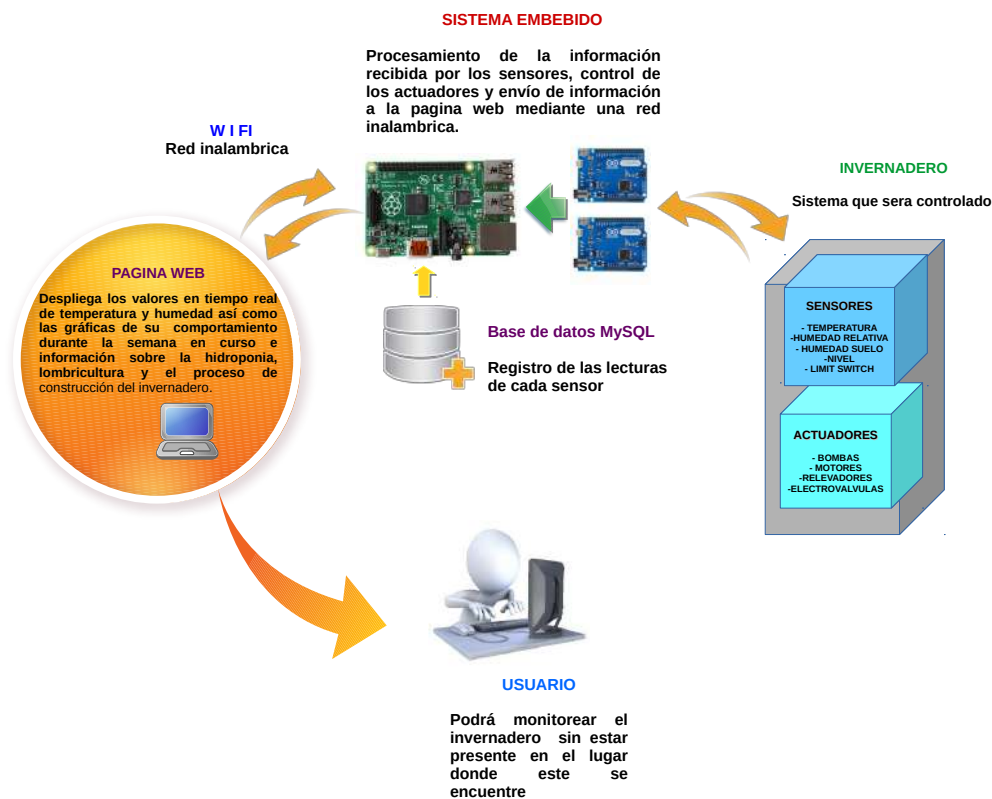 SISTEMA EMBEBIDO
Procesamiento de la información
recibida por los sensores, control de
los actuadores y envío de información
a la pagina web mediante una red
inalambrica.
W I FI
Red inalambrica
INVERNADERO
Sistema que sera controlado
PAGINA WEB
Despliega los valores en tiempo real
de temperatura y humedad así como
las gráficas de su comportamiento
durante la semana en curso e
información sobre la hidroponia,
lombricultura y el proceso de
construcción del invernadero.
Base de datos MySQL
Registro de las lecturas
de cada sensor
SENSORES
- TEMPERATURA
-HUMEDAD RELATIVA
- HUMEDAD SUELO
-NIVEL
- LIMIT SWITCH
ACTUADORES
- BOMBAS
- MOTORES
-RELEVADORES
-ELECTROVALVULAS
USUARIO
Podrá monitorear el
invernadero sin estar
presente en el lugar
donde este se
encuentre